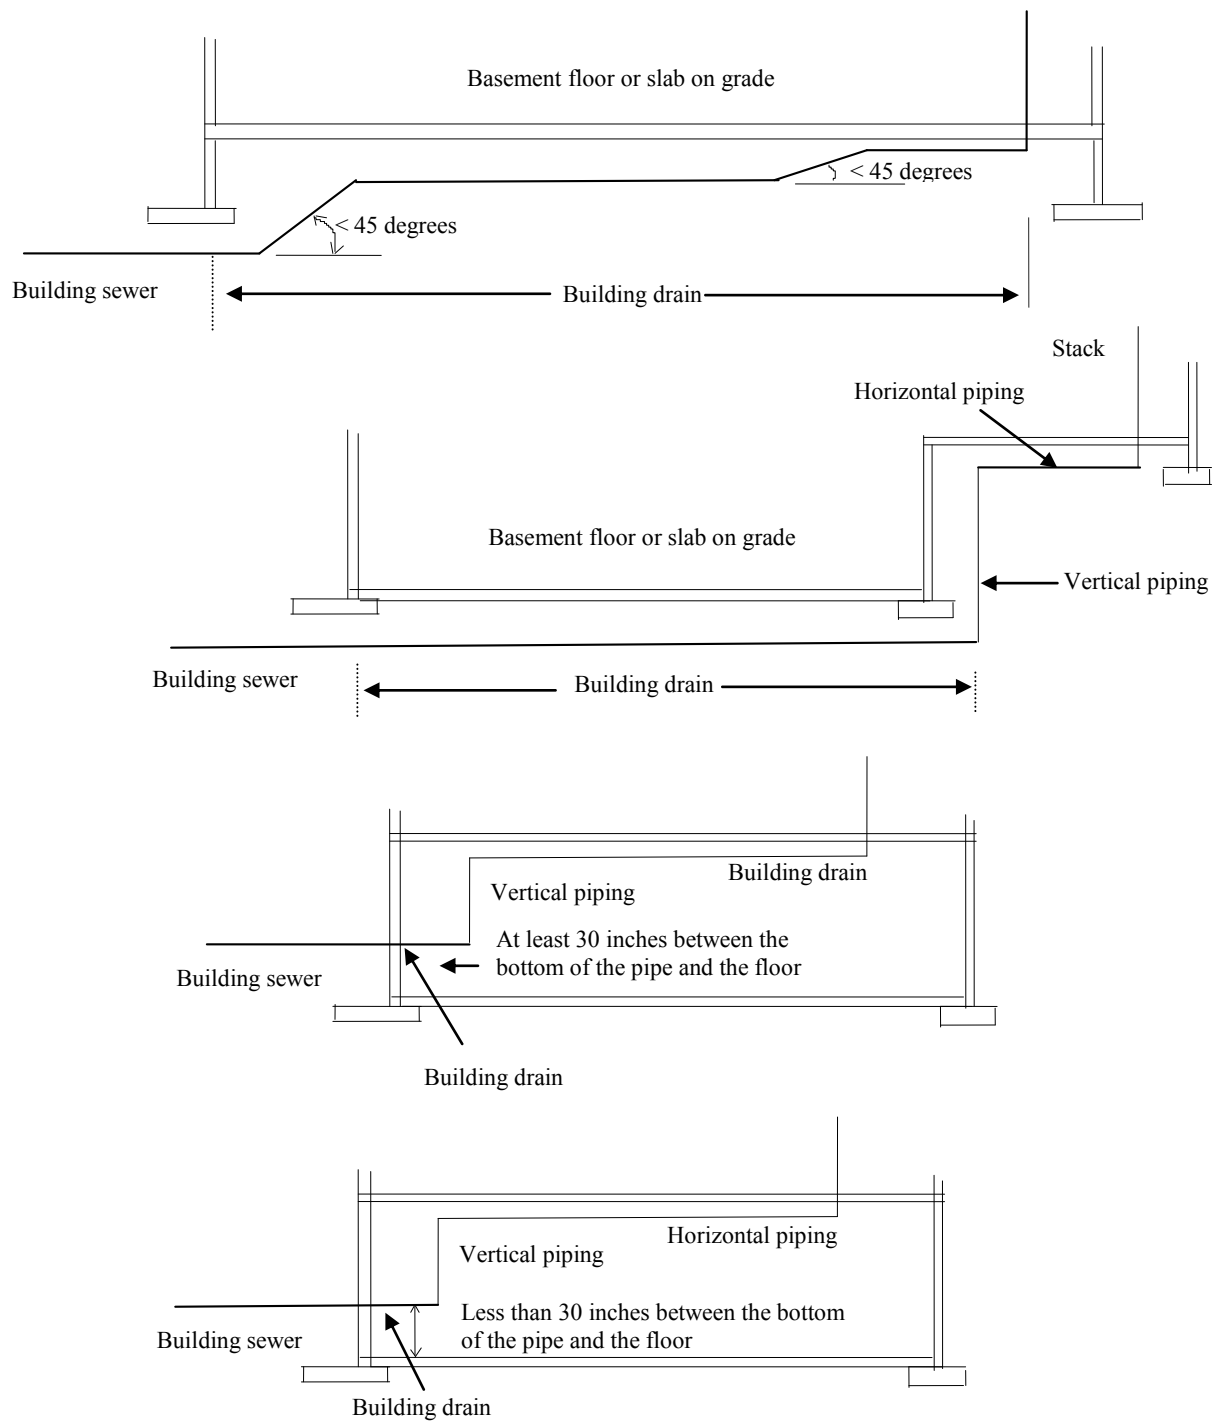 Basement floor or slab on grade
< 45 degrees
< 45 degrees
Building sewer
Building drain
Stack
Horizontal piping
Basement floor or slab on grade
Vertical piping
Building sewer
Building drain
Building drain
Vertical piping
At least 30 inches between the
bottom of the pipe and the floor
Building sewer
Building drain
Horizontal piping
Vertical piping
Less than 30 inches between the bottom
of the pipe and the floor
Building sewer
Building drain